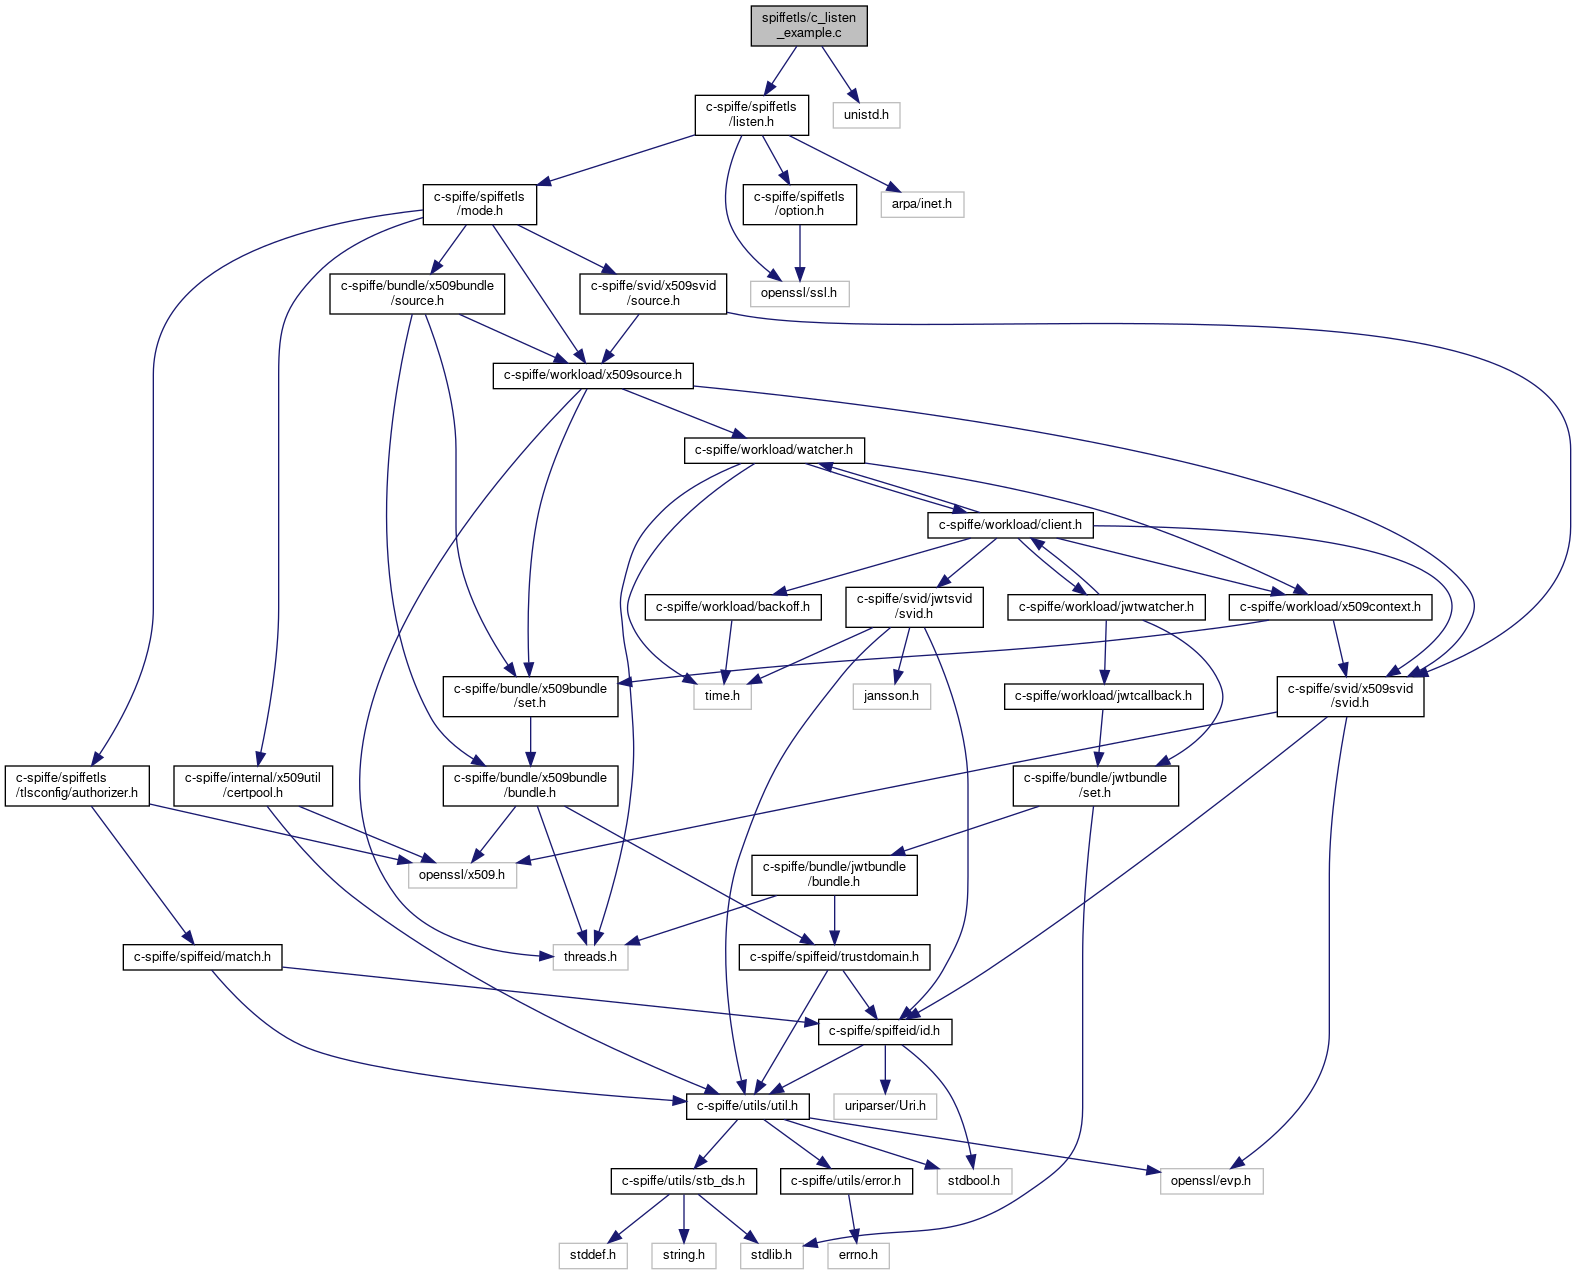 spiffetls/c_listen
_example.c
c-spiffe/spiffetls
/listen.h
unistd.h
c-spiffe/spiffetls
/mode.h
c-spiffe/spiffetls
/option.h
arpa/inet.h
c-spiffe/bundle/x509bundle
/source.h
c-spiffe/svid/x509svid
/source.h
openssl/ssl.h
c-spiffe/workload/x509source.h
c-spiffe/workload/watcher.h
c-spiffe/workload/client.h
c-spiffe/workload/backoff.h
c-spiffe/svid/jwtsvid
/svid.h
c-spiffe/workload/jwtwatcher.h
c-spiffe/workload/x509context.h
c-spiffe/bundle/x509bundle
/set.h
time.h
jansson.h
c-spiffe/workload/jwtcallback.h
c-spiffe/svid/x509svid
/svid.h
c-spiffe/spiffetls
/tlsconfig/authorizer.h
c-spiffe/internal/x509util
/certpool.h
c-spiffe/bundle/x509bundle
/bundle.h
c-spiffe/bundle/jwtbundle
/set.h
openssl/x509.h
c-spiffe/bundle/jwtbundle
/bundle.h
c-spiffe/spiffeid/match.h
threads.h
c-spiffe/spiffeid/trustdomain.h
c-spiffe/spiffeid/id.h
c-spiffe/utils/util.h
uriparser/Uri.h
c-spiffe/utils/stb_ds.h
c-spiffe/utils/error.h
stdbool.h
openssl/evp.h
stddef.h
string.h
stdlib.h
errno.h